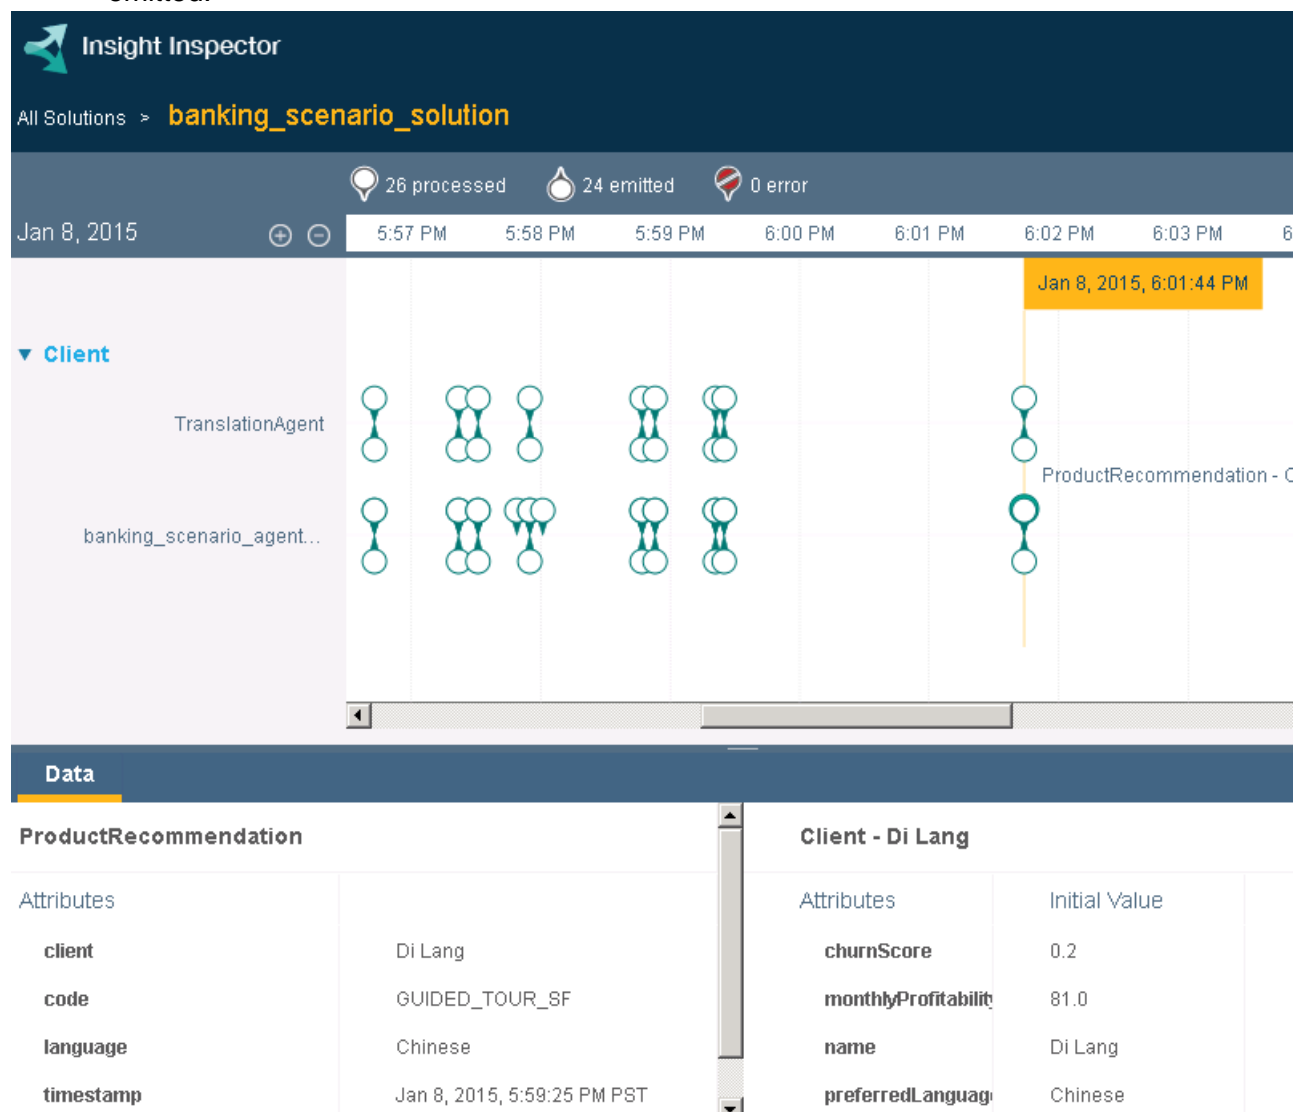 emitted.
Insight Inspector
All Solutions > banking_scenario_solution
26 processed 24 emitted 0 error
Jan 8, 2015 5:57 PM 5:58 PM 5:59 PM 6:00 PM 6:01 PM 6:02 PM 6:03 PM 6
Jan 8, 2015, 6:01:44 PM
Client
TranslationAgent
ProductRecommendation - C
banking_scenario_agent...
Data
ProductRecommendation Client - Di Lang
Attributes Attributes Initial Value
client Di Lang churnScore 0.2
code GUIDED_TOUR_SF monthlyProfitability 81.0
language Chinese name Di Lang
timestamp Jan 8, 2015, 5:59:25 PM PST preferredLanguag Chinese